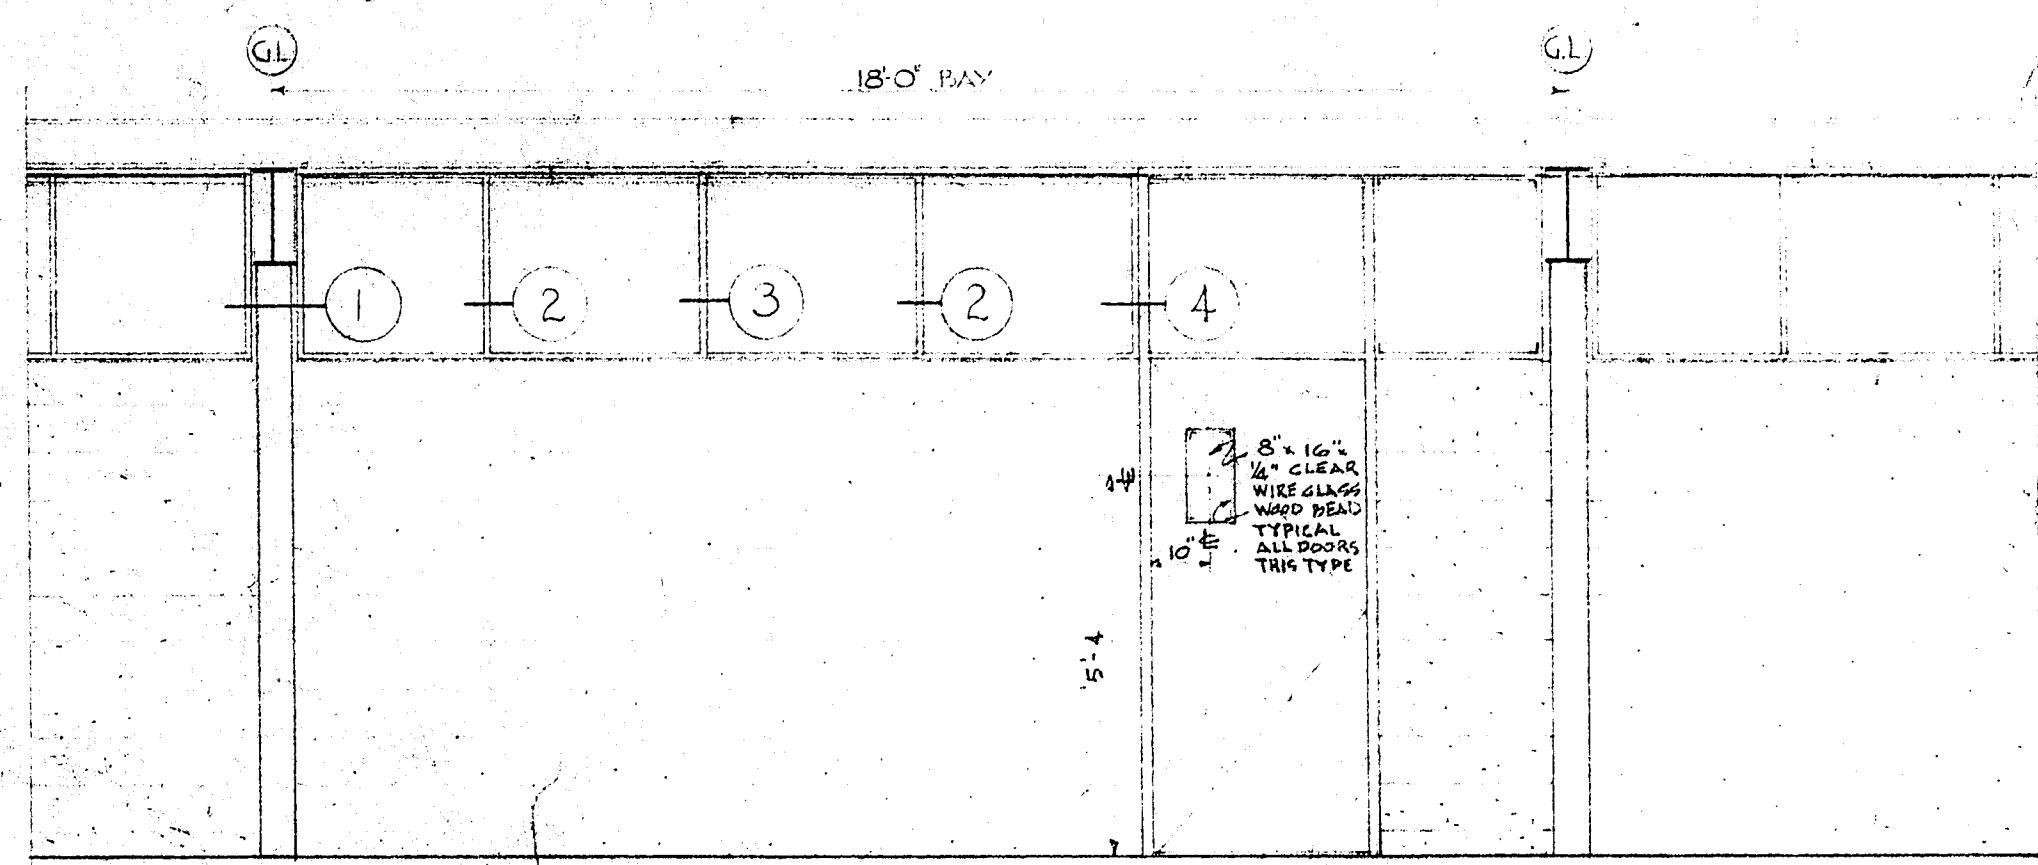 G.L
G.L
18'-0" BAY
1
2
3
2
4
8" x 16" x
1/4" CLEAR
WIRE GLASS
WOOD BEAD
TYPICAL
ALL DOORS
THIS TYPE
10" ℄
℄
5'-4